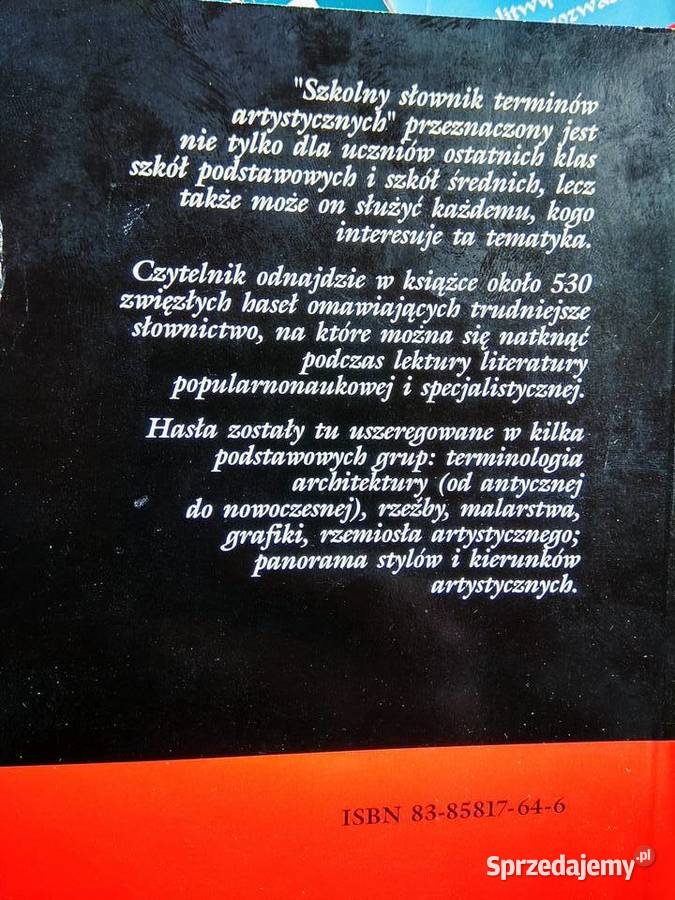 "Szkolny słownik terminów
artystycznych" przeznaczony jest
nie tylko dla uczniów ostatnich klas
szkół podstawowych i szkół średnich, lecz
także może on służyć każdemu, kogo
interesuje ta tematyka.
Czytelnik odnajdzie w książce około 530
zwięzłych haseł omawiających trudniejsze
słownictwo, na które można się natknąć
podczas lektury literatury
popularnonaukowej i specjalistycznej.
Hasła zostały tu uszeregowane w kilka
podstawowych grup: terminologia
architektury (od antycznej
do nowoczesnej), rzeźby, malarstwa,
grafiki, rzemiosła artystycznego;
panorama stylów i kierunków
artystycznych.
ISBN 83-85817-64-6
Sprzedajemy.pl